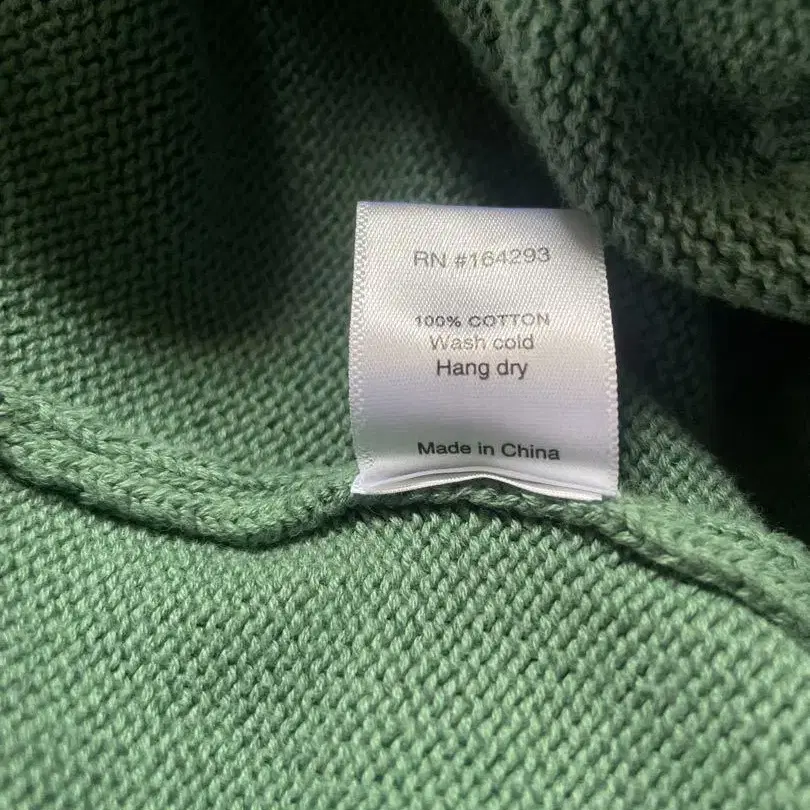 RN #164293
100% COTTON
Wash cold
Hang dry
Made in China